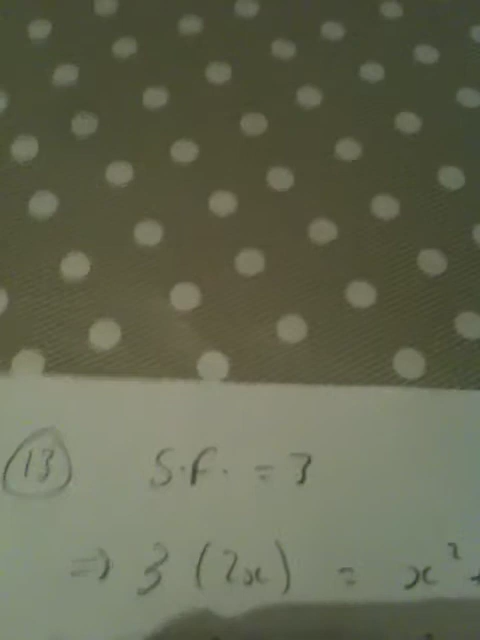 13 S.F. = 3
⇒ 3 (2x) = x² +